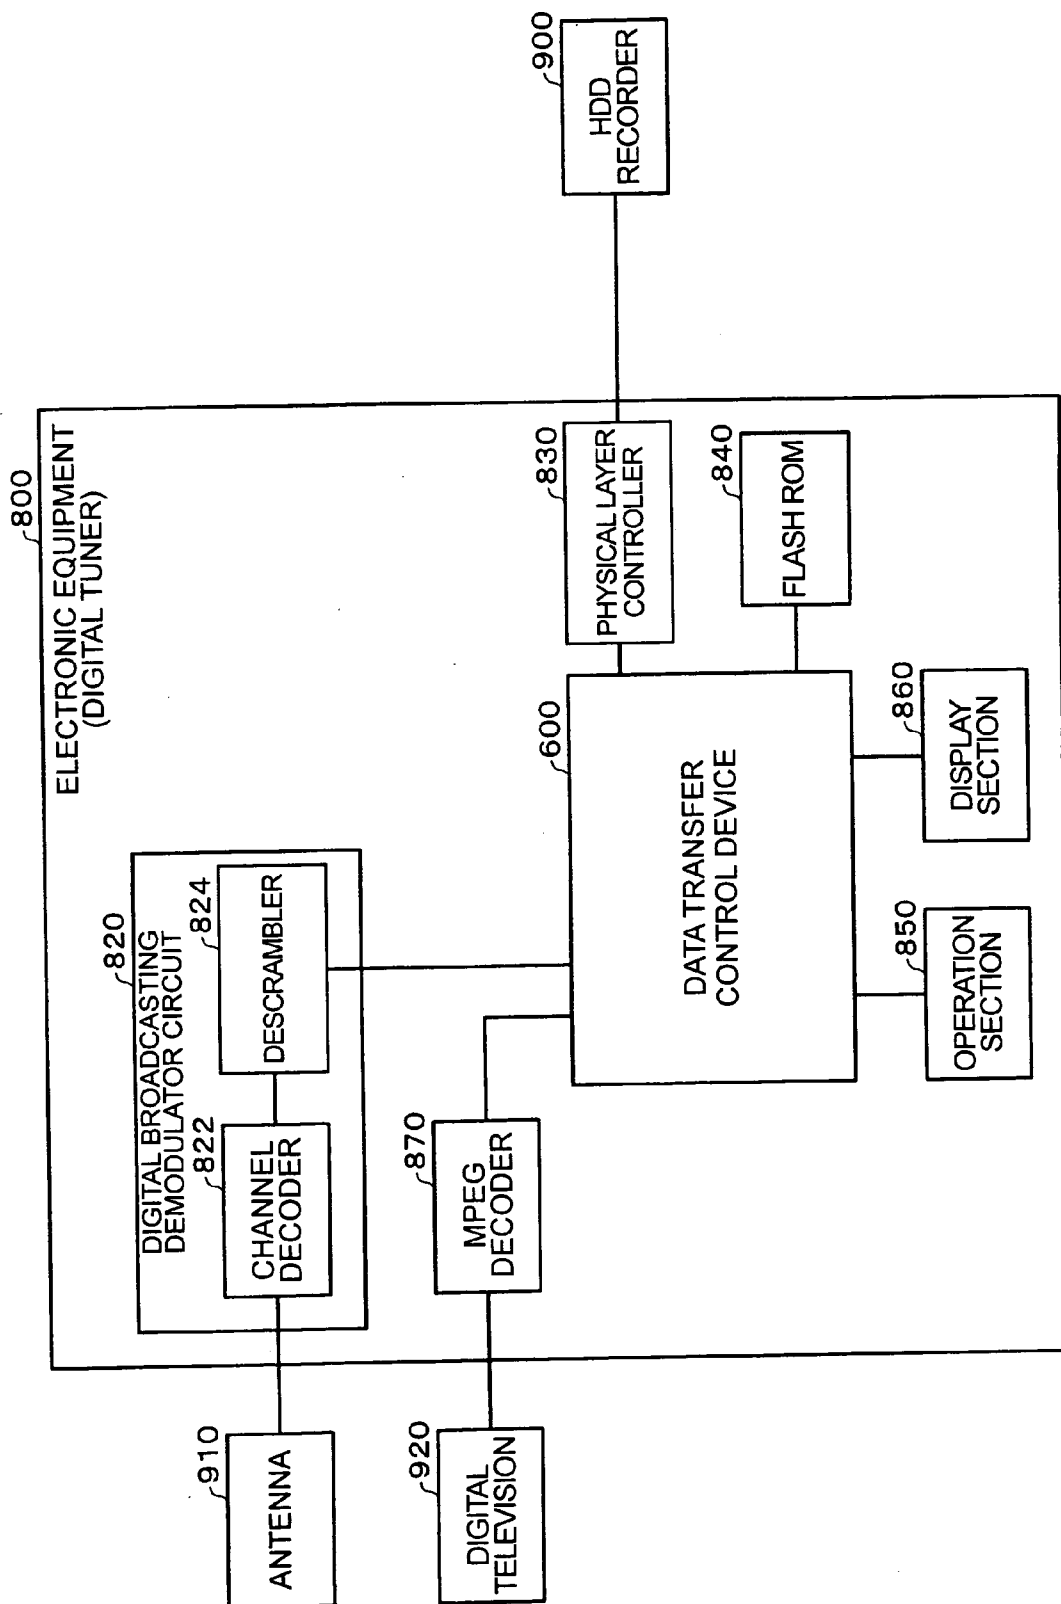 800
ELECTRONIC EQUIPMENT
(DIGITAL TUNER)
820
DIGITAL BROADCASTING
DEMODULATOR CIRCUIT
910
ANTENNA
822
CHANNEL
DECODER
824
DESCRAMBLER
920
DIGITAL
TELEVISION
870
MPEG
DECODER
600
DATA TRANSFER
CONTROL DEVICE
830
PHYSICAL LAYER
CONTROLLER
900
HDD
RECORDER
840
FLASH ROM
850
OPERATION
SECTION
860
DISPLAY
SECTION